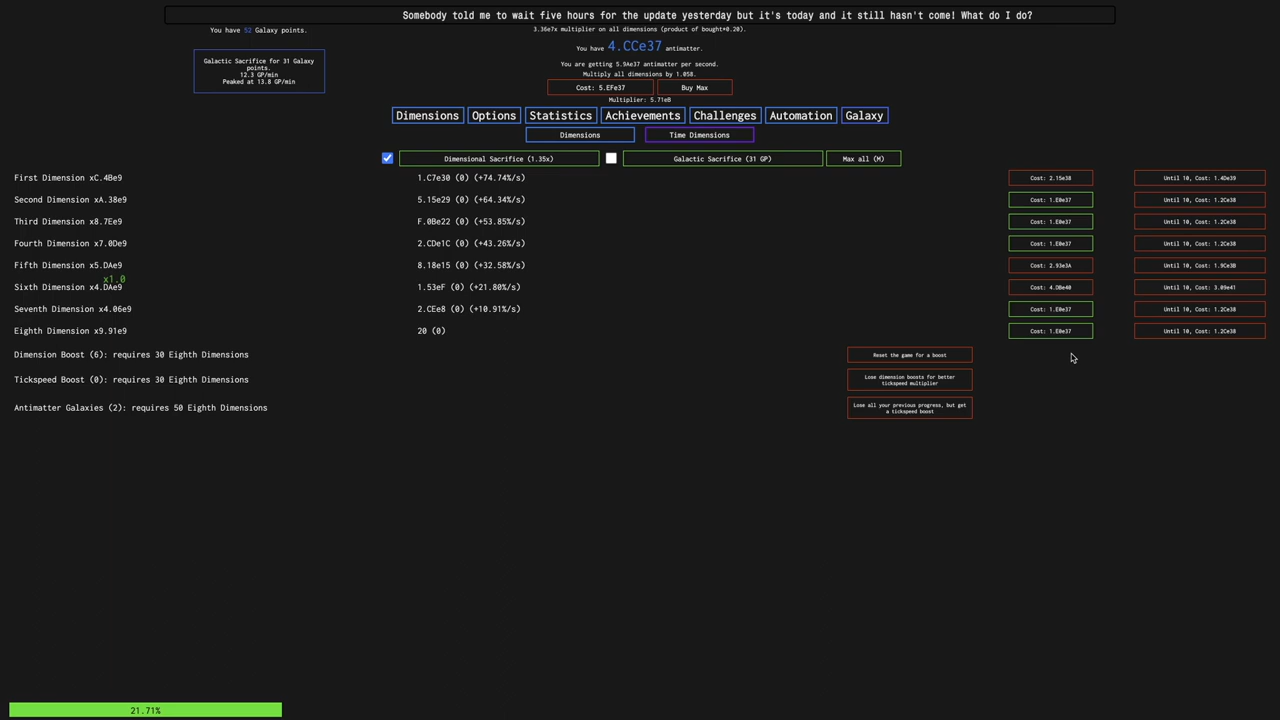 Somebody told me to wait five hours for the update yesterday but it's today and it still hasn't come! What do I do?
You have 52 Galaxy points.
3.36e7x multiplier on all dimensions (product of bought*0.20).
You have 4.CCe37 antimatter.
Galactic Sacrifice for 31 Galaxy
points.
12.3 GP/min
Peaked at 13.8 GP/min
You are getting 5.9Ae37 antimatter per second.
Multiply all dimensions by 1.058.
Cost: 5.EFe37 Buy Max
Multiplier: 5.71eB
Dimensions Options Statistics Achievements Challenges Automation Galaxy
Dimensions Time Dimensions
Dimensional Sacrifice (1.35x) Galactic Sacrifice (31 GP) Max all (M)
First Dimension xC.4Be9 1.C7e30 (0) (+74.74%/s) Cost: 2.15e38 Until 10, Cost: 1.4De39
Second Dimension xA.38e9 5.15e29 (0) (+64.34%/s) Cost: 1.E0e37 Until 10, Cost: 1.2Ce38
Third Dimension x8.7Ee9 F.0Be22 (0) (+53.85%/s) Cost: 1.E0e37 Until 10, Cost: 1.2Ce38
Fourth Dimension x7.0De9 2.CDe1C (0) (+43.26%/s) Cost: 1.E0e37 Until 10, Cost: 1.2Ce38
Fifth Dimension x5.DAe9 8.18e15 (0) (+32.58%/s) Cost: 2.93e3A Until 10, Cost: 1.9Ce3B
x1.0
Sixth Dimension x4.DAe9 1.53eF (0) (+21.80%/s) Cost: 4.DBe40 Until 10, Cost: 3.09e41
Seventh Dimension x4.06e9 2.CEe8 (0) (+10.91%/s) Cost: 1.E0e37 Until 10, Cost: 1.2Ce38
Eighth Dimension x9.91e9 20 (0) Cost: 1.E0e37 Until 10, Cost: 1.2Ce38
Dimension Boost (6): requires 30 Eighth Dimensions Reset the game for a boost
Tickspeed Boost (0): requires 30 Eighth Dimensions Lose dimension boosts for better
tickspeed multiplier
Antimatter Galaxies (2): requires 50 Eighth Dimensions Lose all your previous progress, but get
a tickspeed boost
21.71%